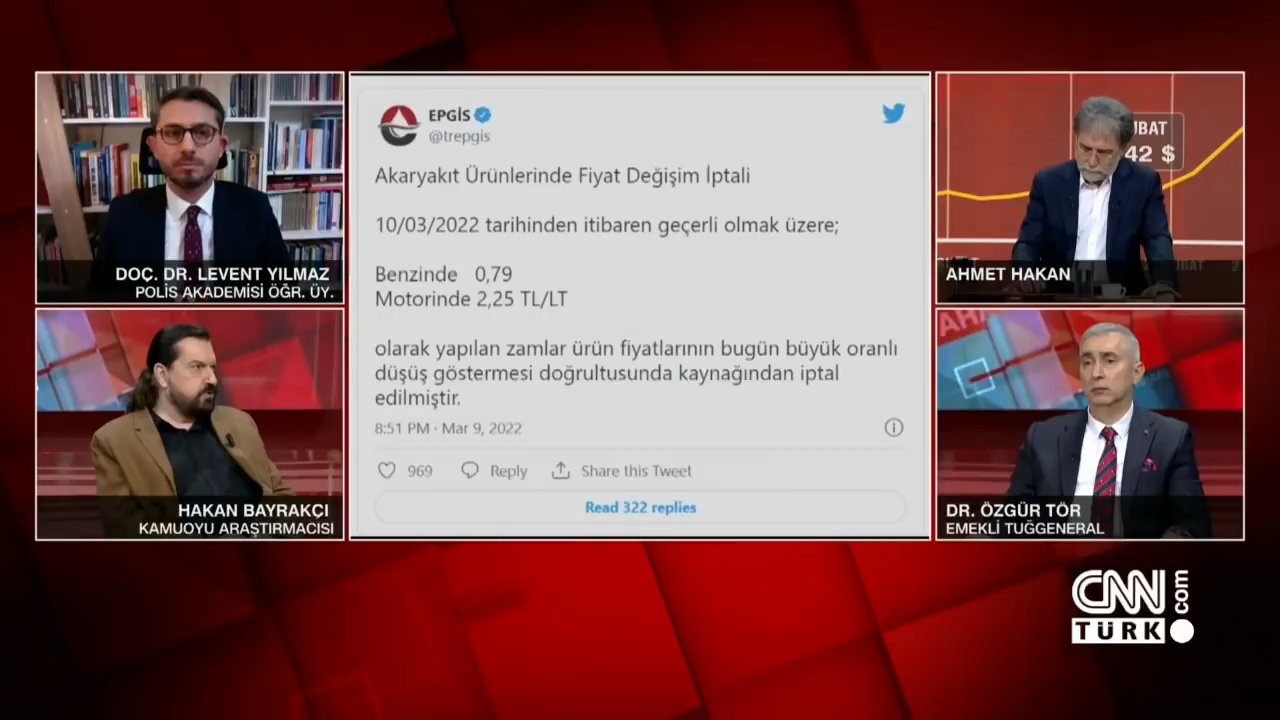 EPGİS
@trepgis
Akaryakıt Ürünlerinde Fiyat Değişim İptali
10/03/2022 tarihinden itibaren geçerli olmak üzere;
Benzinde 0,79
Motorinde 2,25 TL/LT
olarak yapılan zamlar ürün fiyatlarının bugün büyük oranlı
düşüş göstermesi doğrultusunda kaynağından iptal
edilmiştir.
8:51 PM · Mar 9, 2022
969 Reply Share this Tweet
Read 322 replies
DOÇ. DR. LEVENT YILMAZ
POLİS AKADEMİSİ ÖĞR. ÜY.
42 $
AHMET HAKAN
HAKAN BAYRAKÇI
KAMUOYU ARAŞTIRMACISI
DR. ÖZGÜR TÖR
EMEKLİ TUĞGENERAL
CNN
TÜRK
.com